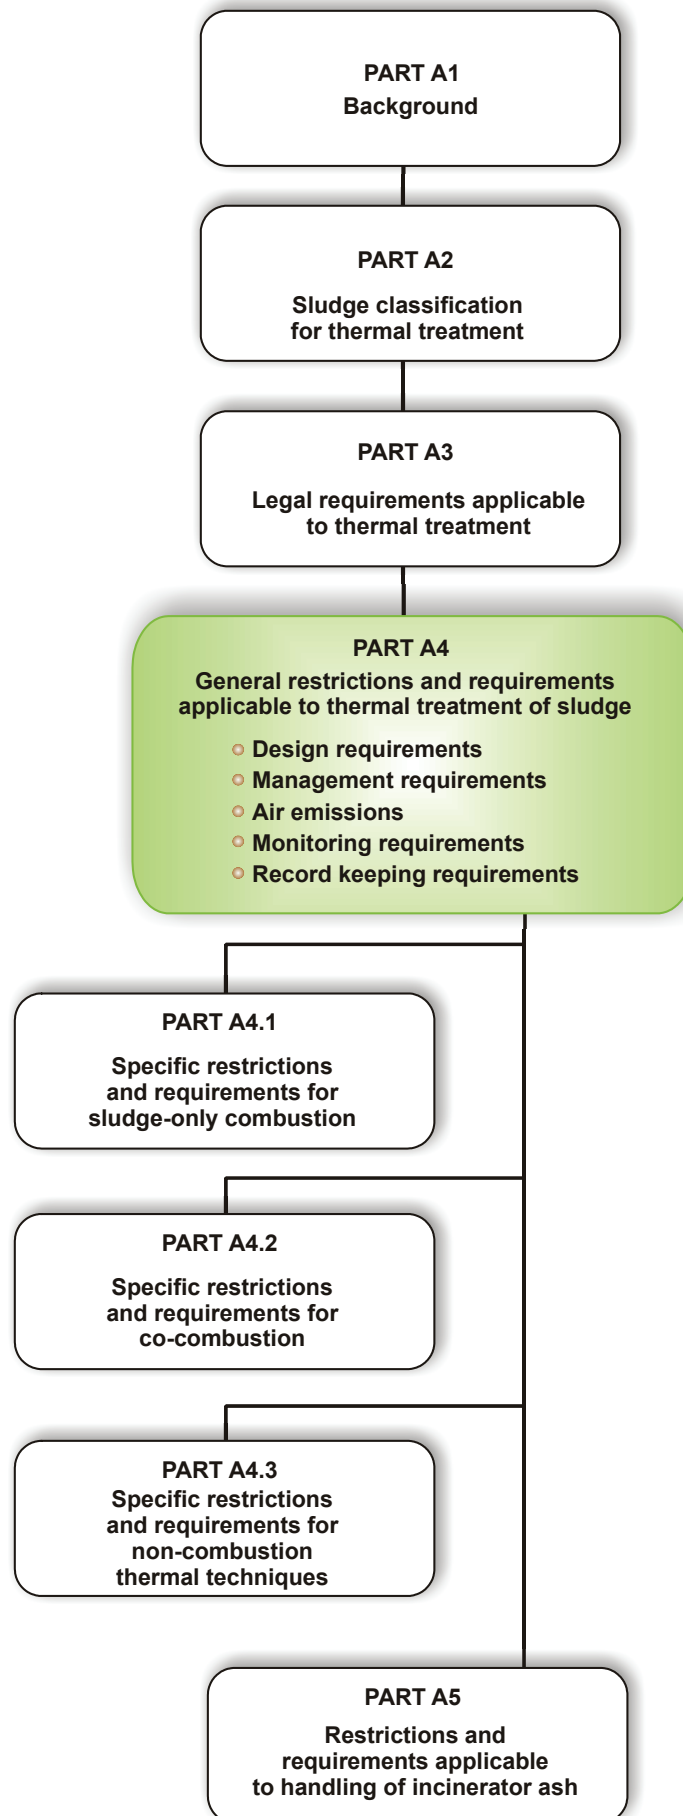 PART A1
Background
PART A2
Sludge classification
for thermal treatment
PART A3
Legal requirements applicable
to thermal treatment
PART A4
General restrictions and requirements
applicable to thermal treatment of sludge
Design requirements
Management requirements
Air emissions
Monitoring requirements
Record keeping requirements
PART A4.1
Specific restrictions
and requirements for
sludge-only combustion
PART A4.2
Specific restrictions
and requirements for
co-combustion
PART A4.3
Specific restrictions
and requirements for
non-combustion
thermal techniques
PART A5
Restrictions and
requirements applicable
to handling of incinerator ash